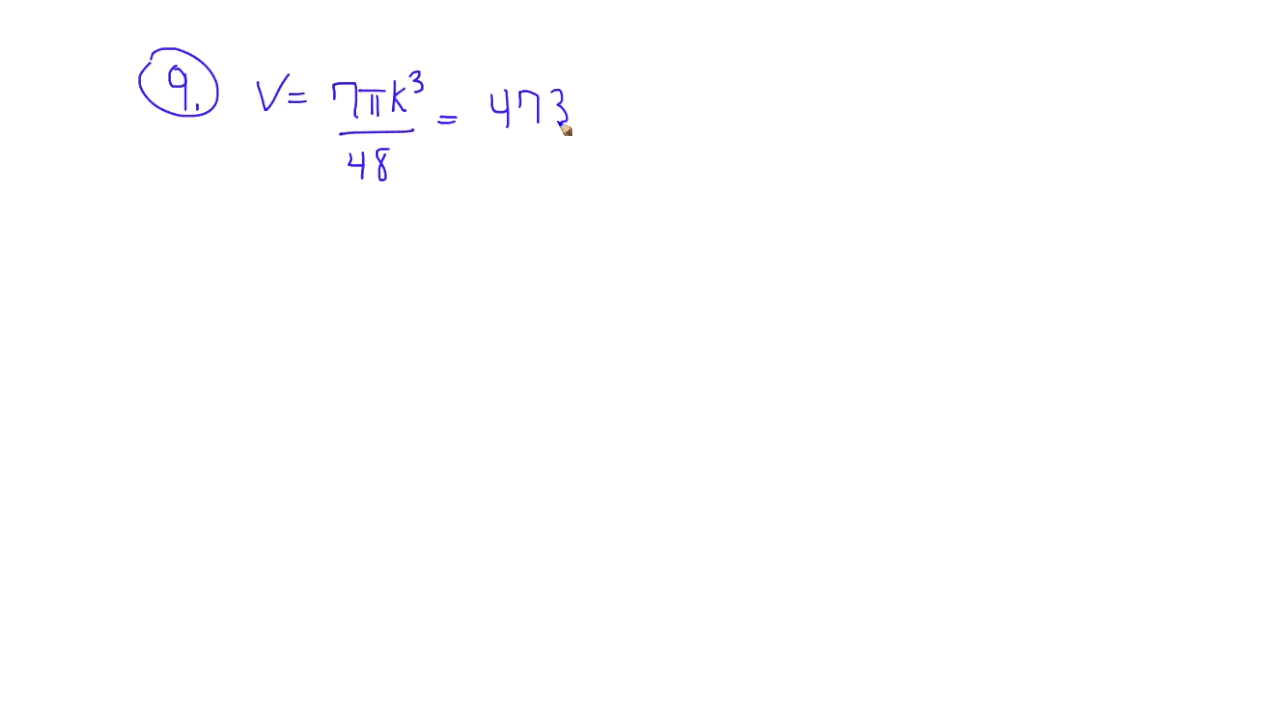 9. V = 7πk³/48 = 473